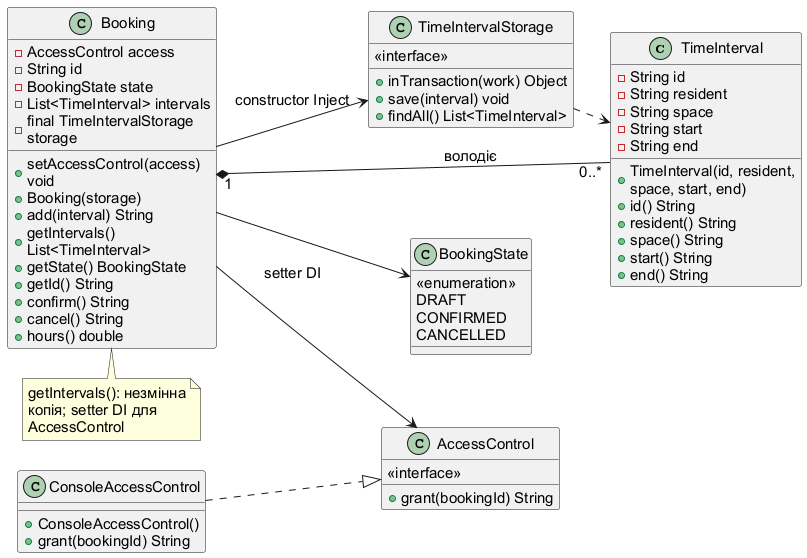 C Booking
AccessControl access
String id
BookingState state
List<TimeInterval> intervals
final TimeIntervalStorage
storage
setAccessControl(access)
void
Booking(storage)
add(interval) String
getIntervals()
List<TimeInterval>
getState() BookingState
getId() String
confirm() String
cancel() String
hours() double
getIntervals(): незмінна
копія; setter DI для
AccessControl
C ConsoleAccessControl
ConsoleAccessControl()
grant(bookingId) String
constructor Inject
C TimeIntervalStorage
«interface»
inTransaction(work) Object
save(interval) void
findAll() List<TimeInterval>
володіє
1
0..*
C TimeInterval
String id
String resident
String space
String start
String end
TimeInterval(id, resident,
space, start, end)
id() String
resident() String
space() String
start() String
end() String
setter DI
C BookingState
«enumeration»
DRAFT
CONFIRMED
CANCELLED
C AccessControl
«interface»
grant(bookingId) String